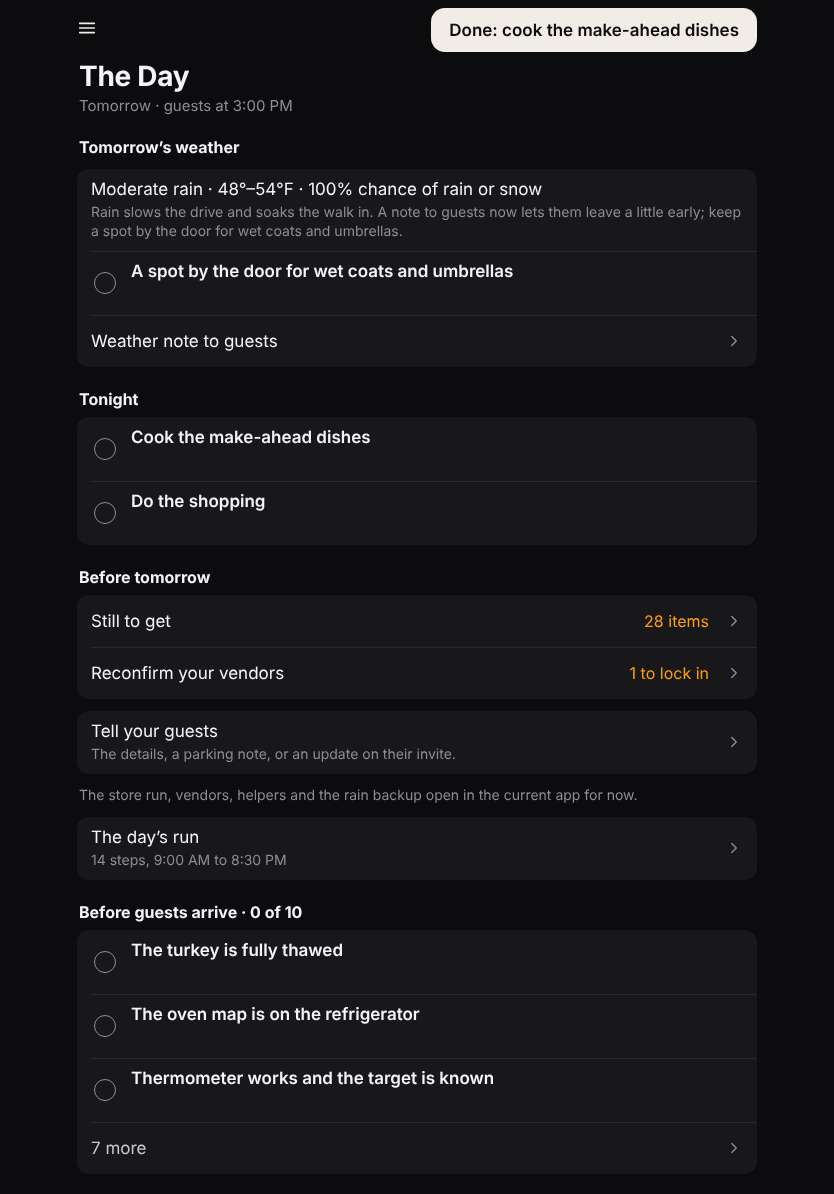 Done: cook the make-ahead dishes
The Day
Tomorrow · guests at 3:00 PM
Tomorrow’s weather
Moderate rain · 48°–54°F · 100% chance of rain or snow
Rain slows the drive and soaks the walk in. A note to guests now lets them leave a little early; keep
a spot by the door for wet coats and umbrellas.
A spot by the door for wet coats and umbrellas
Weather note to guests
Tonight
Cook the make-ahead dishes
Do the shopping
Before tomorrow
Still to get 28 items
Reconfirm your vendors 1 to lock in
Tell your guests
The details, a parking note, or an update on their invite.
The store run, vendors, helpers and the rain backup open in the current app for now.
The day’s run
14 steps, 9:00 AM to 8:30 PM
Before guests arrive · 0 of 10
The turkey is fully thawed
The oven map is on the refrigerator
Thermometer works and the target is known
7 more